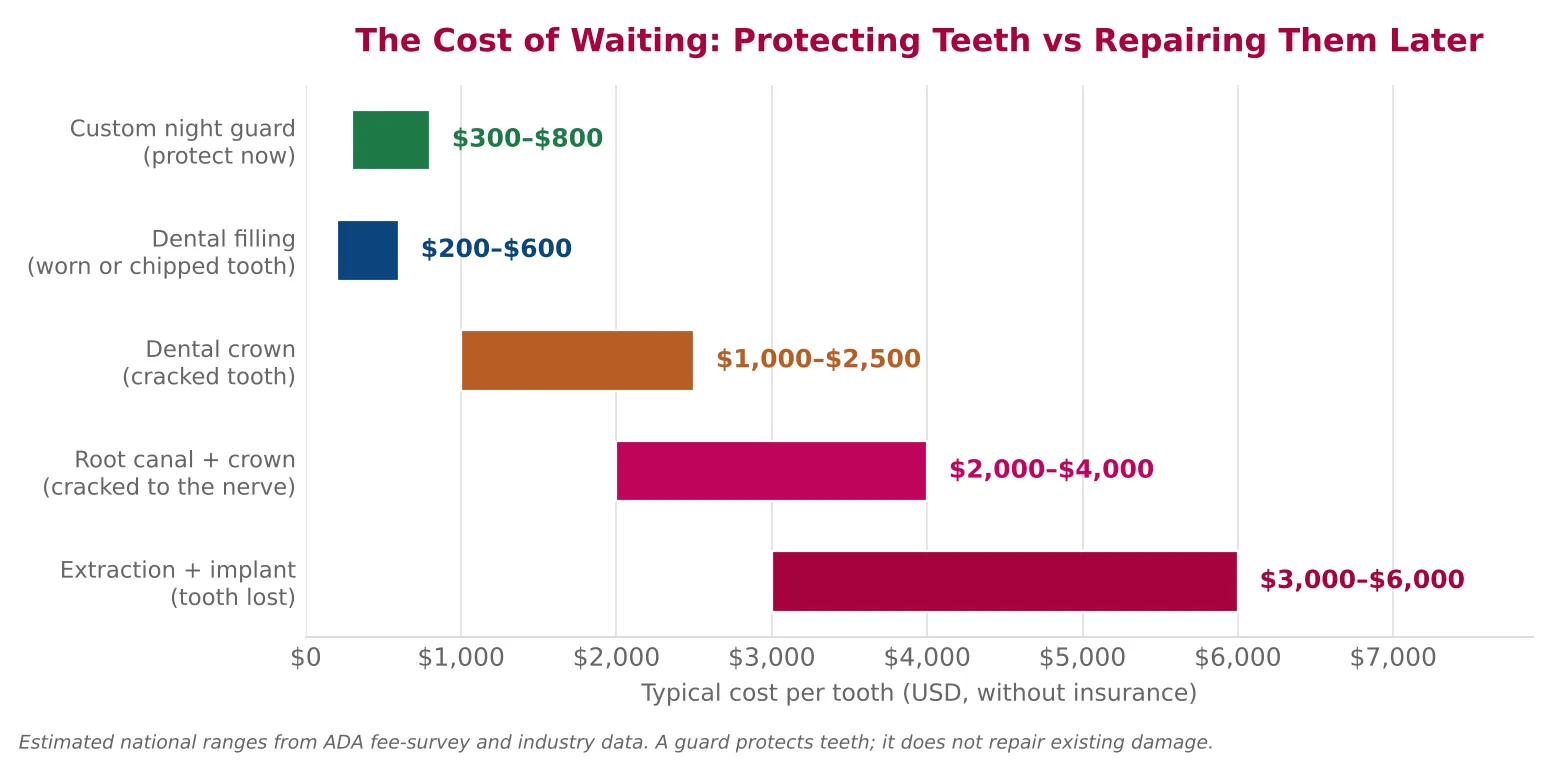 The Cost of Waiting: Protecting Teeth vs Repairing Them Later
Custom night guard
(protect now)
$300–$800
Dental filling
(worn or chipped tooth)
$200–$600
Dental crown
(cracked tooth)
$1,000–$2,500
Root canal + crown
(cracked to the nerve)
$2,000–$4,000
Extraction + implant
(tooth lost)
$3,000–$6,000
$0 $1,000 $2,000 $3,000 $4,000 $5,000 $6,000 $7,000
Typical cost per tooth (USD, without insurance)
Estimated national ranges from ADA fee-survey and industry data. A guard protects teeth; it does not repair existing damage.